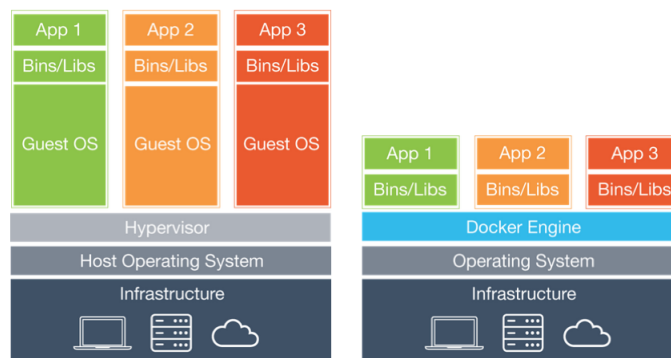 App 1
App 2
App 3
Bins/Libs
Bins/Libs
Bins/Libs
Guest OS
Guest OS
Guest OS
Hypervisor
Host Operating System
Infrastructure
App 1
App 2
App 3
Bins/Libs
Bins/Libs
Bins/Libs
Docker Engine
Operating System
Infrastructure